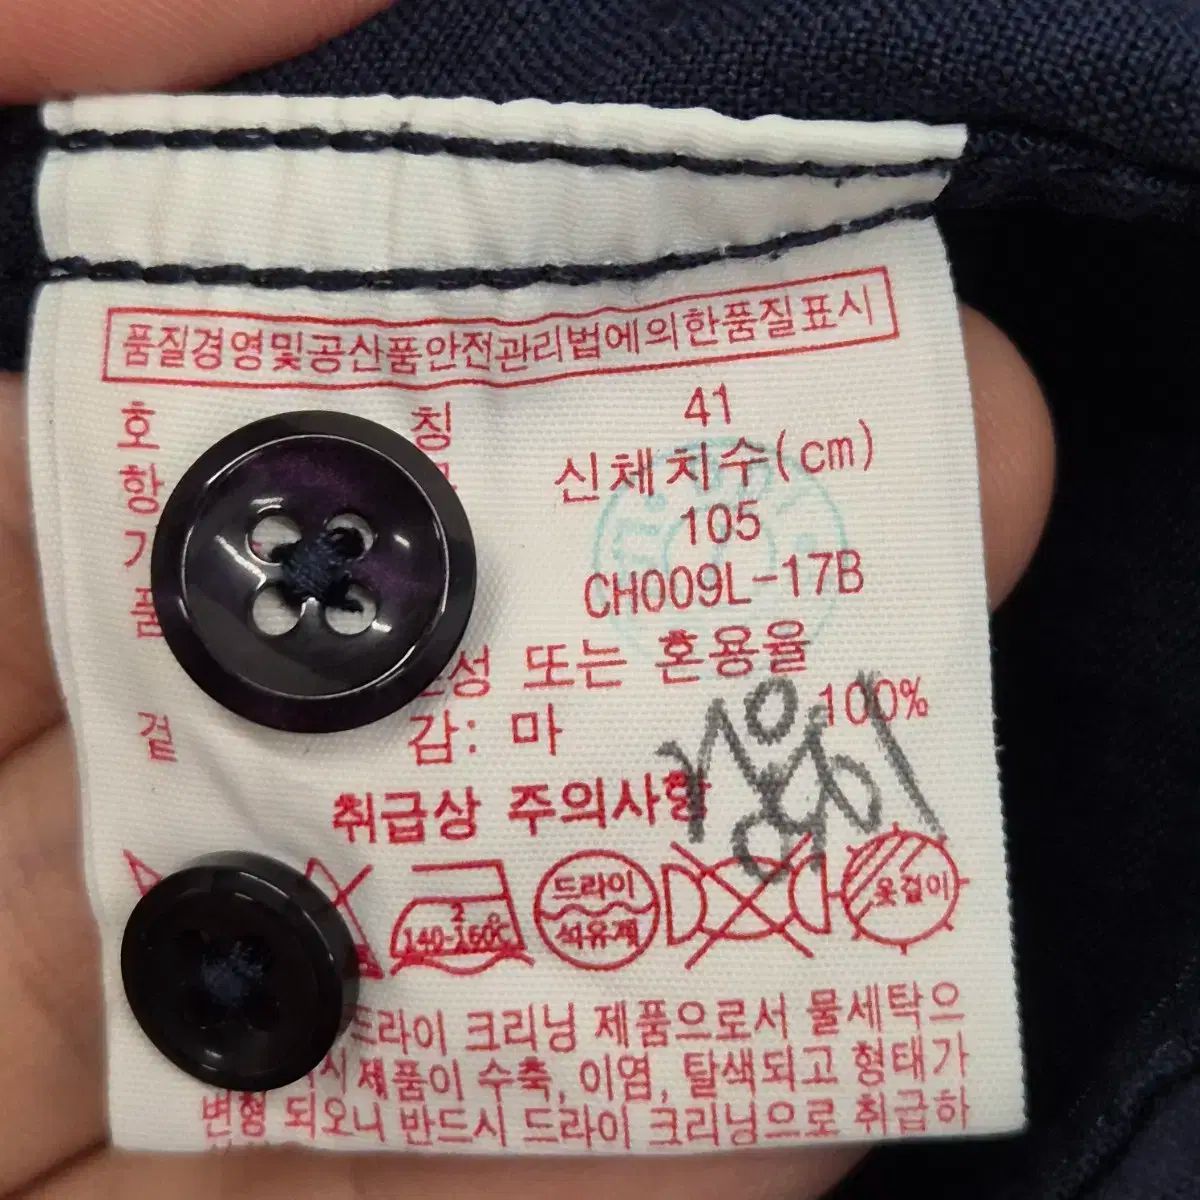 품질경영및공산품안전관리법에의한품질표시
호 칭 41
항 신체치수(cm)
105
품 CH009L-17B
성 또는 혼용율
겉 감: 마 100%
취급상 주의사항
2
140-160℃
드라이
석유계
옷걸이
드라이 크리닝 제품으로서 물세탁으
시 제품이 수축, 이염, 탈색되고 형태가
변형 되오니 반드시 드라이 크리닝으로 취급하